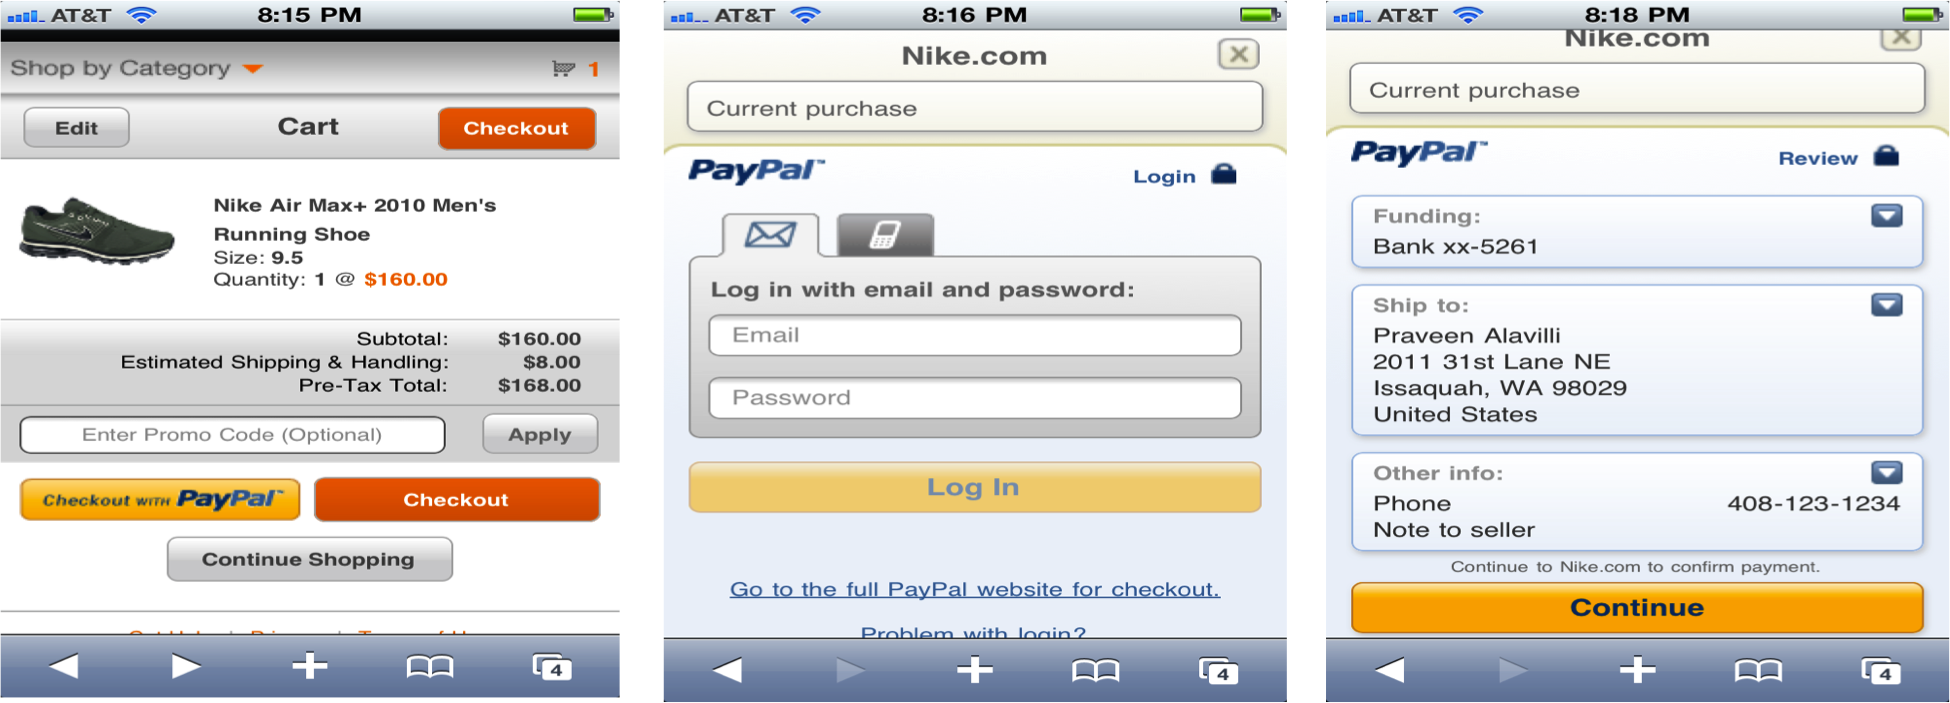 AT&T 8:15 PM
Shop by Category 1
Edit Cart Checkout
Nike Air Max+ 2010 Men's
Running Shoe
Size: 9.5
Quantity: 1 @ $160.00
Subtotal: $160.00
Estimated Shipping & Handling: $8.00
Pre-Tax Total: $168.00
Enter Promo Code (Optional) Apply
Checkout WITH PayPal™ Checkout
Continue Shopping
4
AT&T 8:16 PM
Nike.com
Current purchase
PayPal™ Login
Log in with email and password:
Email
Password
Log In
Go to the full PayPal website for checkout.
Problem with login?
4
AT&T 8:18 PM
Nike.com
Current purchase
PayPal™ Review
Funding:
Bank xx-5261
Ship to:
Praveen Alavilli
2011 31st Lane NE
Issaquah, WA 98029
United States
Other info:
Phone 408-123-1234
Note to seller
Continue to Nike.com to confirm payment.
Continue
4